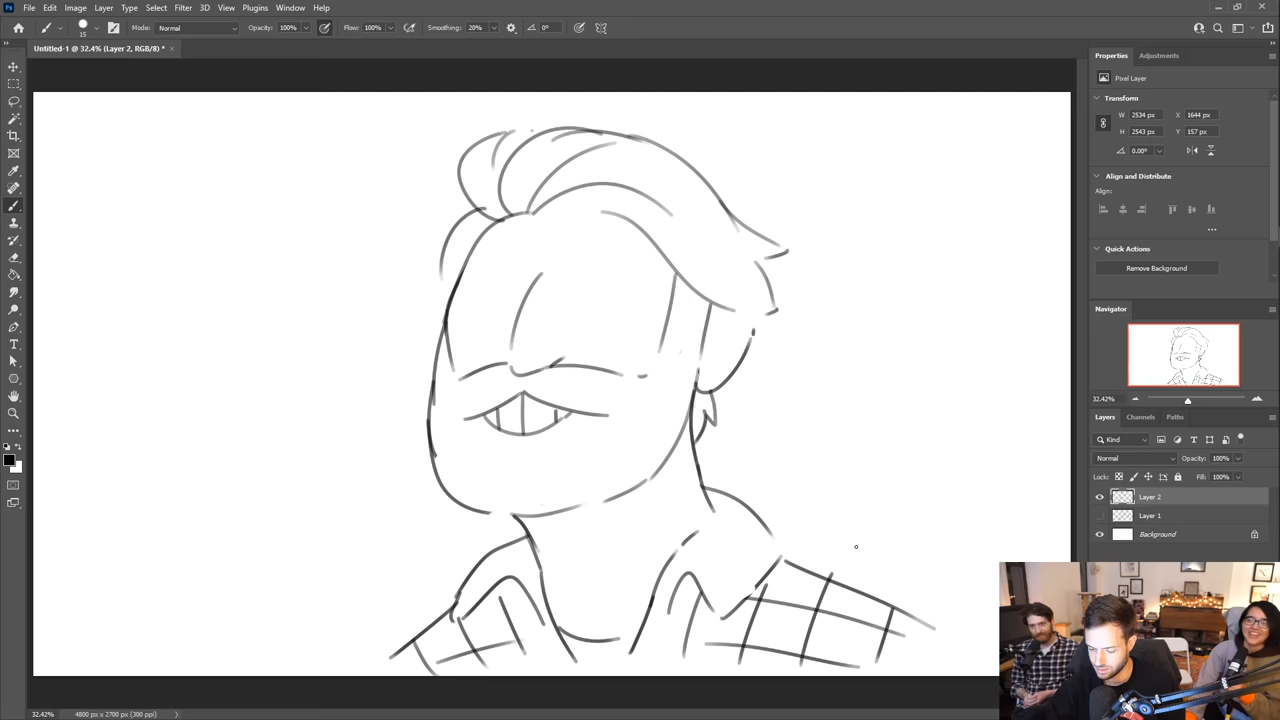 Ps File Edit Image Layer Type Select Filter 3D View Plugins Window Help
15 Mode: Normal Opacity: 100% Flow: 100% Smoothing: 20% 0°
Untitled-1 @ 32.4% (Layer 2, RGB/8) * ×
Properties Adjustments
Pixel Layer
Transform
W 2534 px X 1644 px
H 2543 px Y 157 px
0.00°
Align and Distribute
Align:
Quick Actions
Remove Background
Navigator
32.42%
Layers Channels Paths
Kind
Normal Opacity: 100%
Lock: Fill: 100%
Layer 2
Layer 1
Background
32.42% 4800 px x 2700 px (300 ppi)